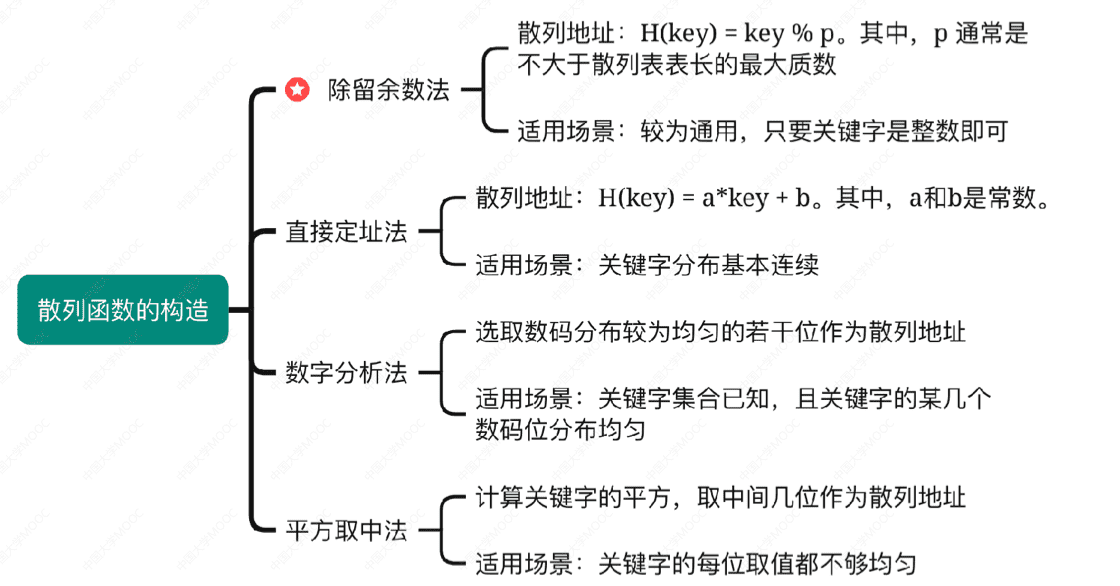 散列地址：H(key) = key % p。其中，p 通常是
不大于散列表表长的最大质数
除留余数法
适用场景：较为通用，只要关键字是整数即可
散列地址：H(key) = a*key + b。其中，a和b是常数。
直接定址法
适用场景：关键字分布基本连续
散列函数的构造
选取数码分布较为均匀的若干位作为散列地址
数字分析法
适用场景：关键字集合已知，且关键字的某几个
数码位分布均匀
计算关键字的平方，取中间几位作为散列地址
平方取中法
适用场景：关键字的每位取值都不够均匀
中国大学MOOC